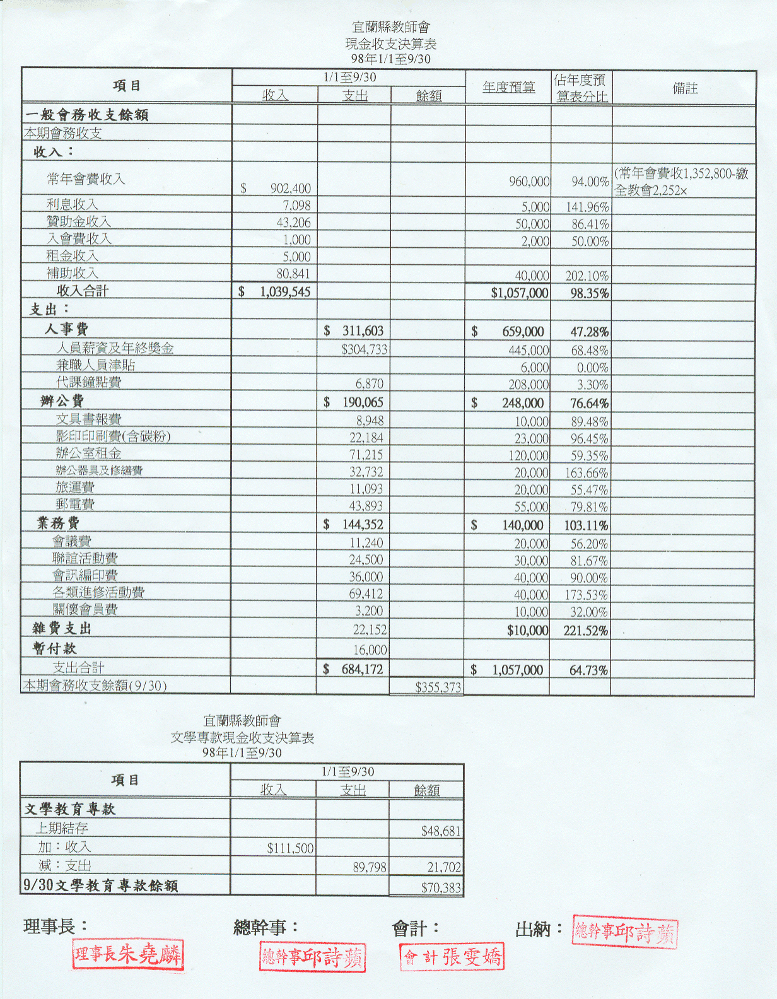 宜蘭縣教師會
現金收支決算表
98年1/1至9/30
項目 1/1至9/30 年度預算 佔年度預算表分比 備註
收入 支出 餘額
一般會務收支餘額
本期會務收支
收入：
常年會費收入 $ 902,400 960,000 94.00% (常年會費收1,352,800-繳
全教會2,252×
利息收入 7,098 5,000 141.96%
贊助金收入 43,206 50,000 86.41%
入會費收入 1,000 2,000 50.00%
租金收入 5,000
補助收入 80,841 40,000 202.10%
收入合計 $ 1,039,545 $1,057,000 98.35%
支出：
人事費 $ 311,603 $ 659,000 47.28%
人員薪資及年終獎金 $304,733 445,000 68.48%
兼職人員津貼 6,000 0.00%
代課鐘點費 6,870 208,000 3.30%
辦公費 $ 190,065 $ 248,000 76.64%
文具書報費 8,948 10,000 89.48%
影印印刷費(含碳粉) 22,184 23,000 96.45%
辦公室租金 71,215 120,000 59.35%
辦公器具及修繕費 32,732 20,000 163.66%
旅運費 11,093 20,000 55.47%
郵電費 43,893 55,000 79.81%
業務費 $ 144,352 $ 140,000 103.11%
會議費 11,240 20,000 56.20%
聯誼活動費 24,500 30,000 81.67%
會訊編印費 36,000 40,000 90.00%
各類進修活動費 69,412 40,000 173.53%
關懷會員費 3,200 10,000 32.00%
雜費支出 22,152 $10,000 221.52%
暫付款 16,000
支出合計 $ 684,172 $ 1,057,000 64.73%
本期會務收支餘額(9/30) $355,373
宜蘭縣教師會
文學專款現金收支決算表
98年1/1至9/30
項目 1/1至9/30
收入 支出 餘額
文學教育專款
上期結存 $48,681
加：收入 $111,500
減：支出 89,798 21,702
9/30文學教育專款餘額 $70,383
理事長： 總幹事： 會計： 出納： 總幹事邱詩蘋
理事長朱堯麟 總幹事邱詩蘋 會計張雯嬌